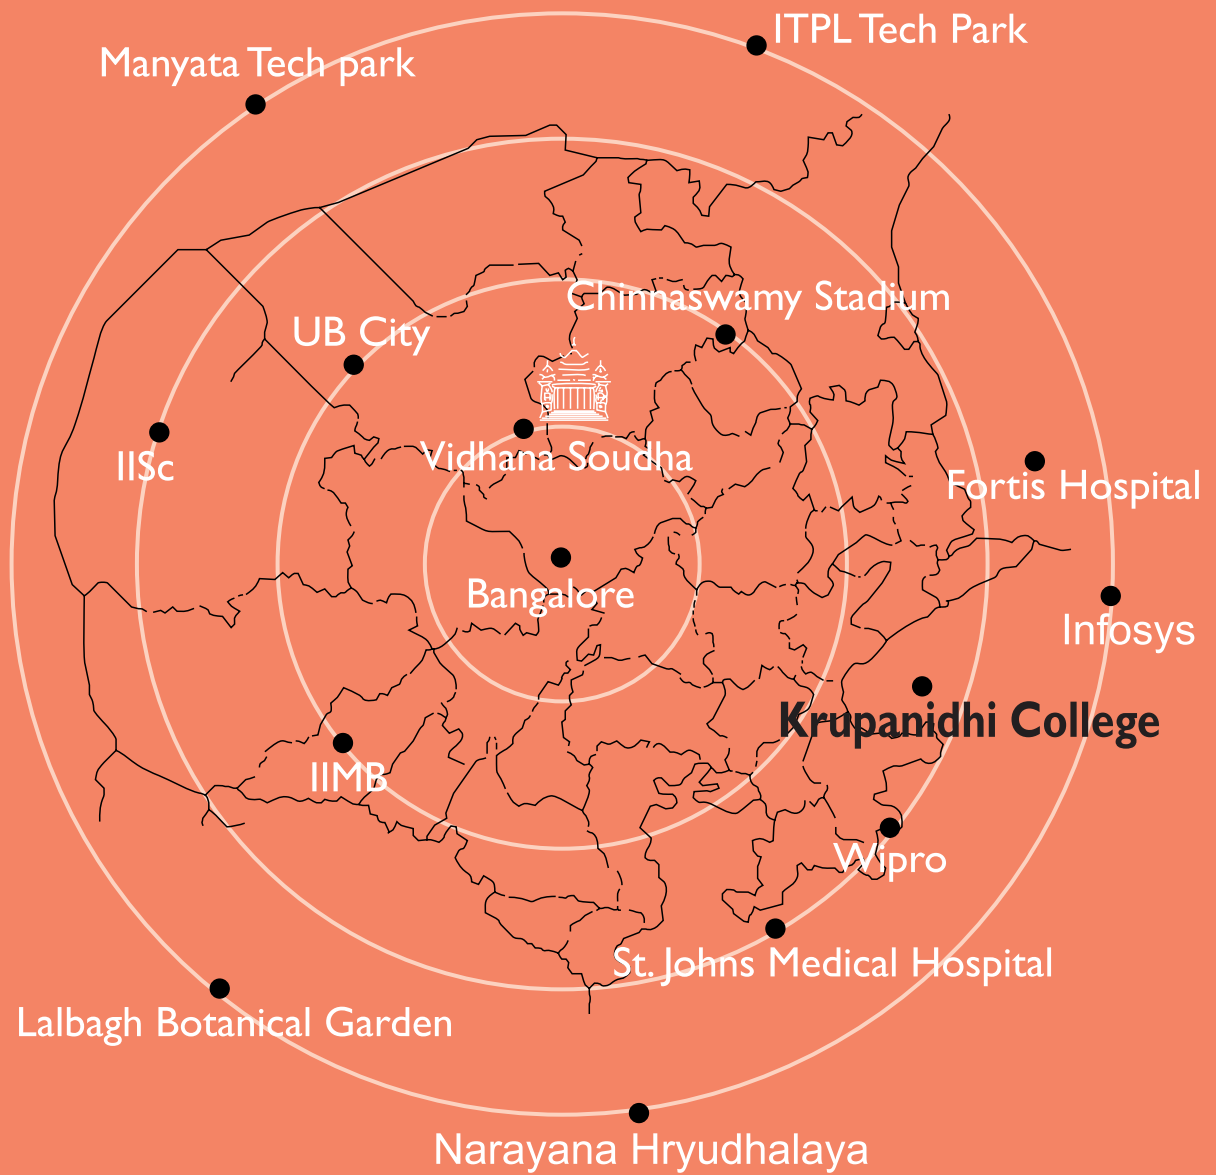 ITPL Tech Park
Manyata Tech park
Chinnaswamy Stadium
UB City
Vidhana Soudha
IISc
Fortis Hospital
Bangalore
Infosys
Krupanidhi College
IIMB
Wipro
St. Johns Medical Hospital
Lalbagh Botanical Garden
Narayana Hryudhalaya